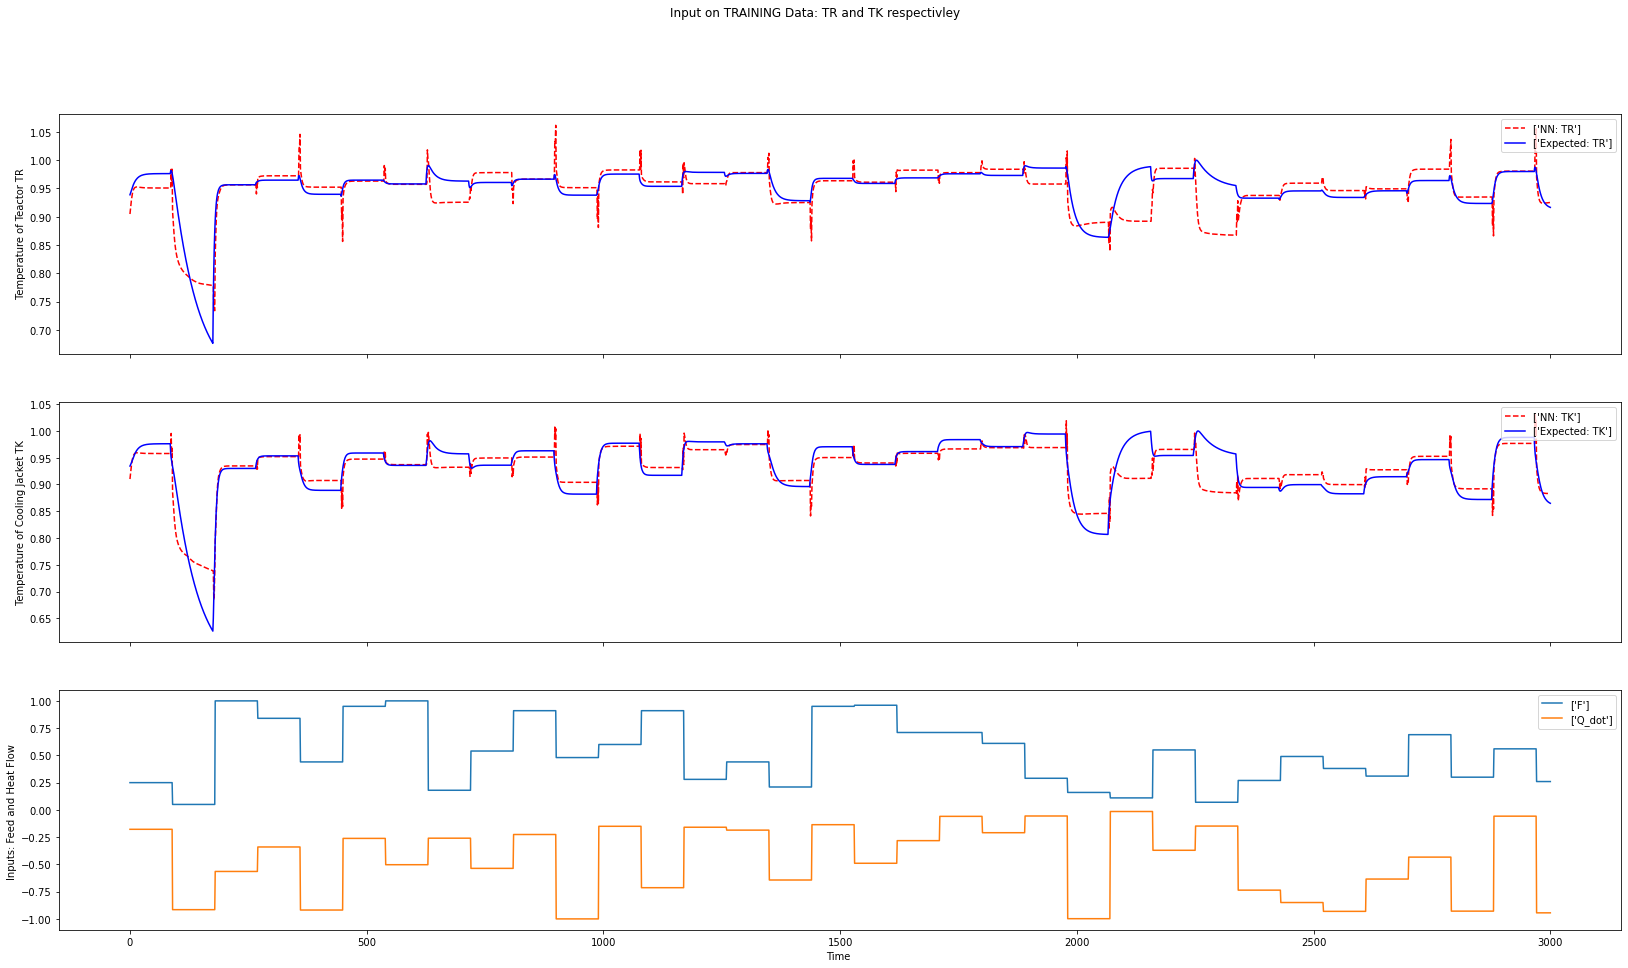 Input on TRAINING Data: TR and TK respectivley
Temperature of Teactor TR
1.05
1.00
0.95
0.90
0.85
0.80
0.75
0.70
['NN: TR']
['Expected: TR']
Temperature of Cooling Jacket TK
1.05
1.00
0.95
0.90
0.85
0.80
0.75
0.70
0.65
['NN: TK']
['Expected: TK']
Inputs: Feed and Heat Flow
1.00
0.75
0.50
0.25
0.00
−0.25
−0.50
−0.75
−1.00
['F']
['Q_dot']
0 500 1000 1500 2000 2500 3000
Time